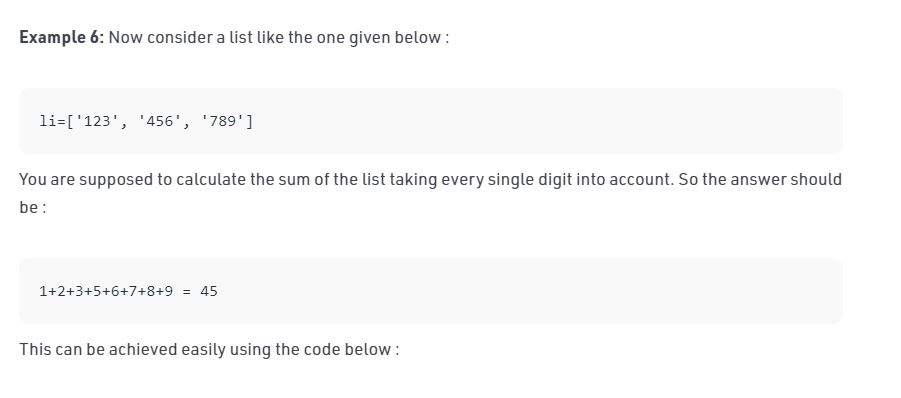 Example 6: Now consider a list like the one given below :
li=['123', '456', '789']
You are supposed to calculate the sum of the list taking every single digit into account. So the answer should
be :
1+2+3+5+6+7+8+9 = 45
This can be achieved easily using the code below :